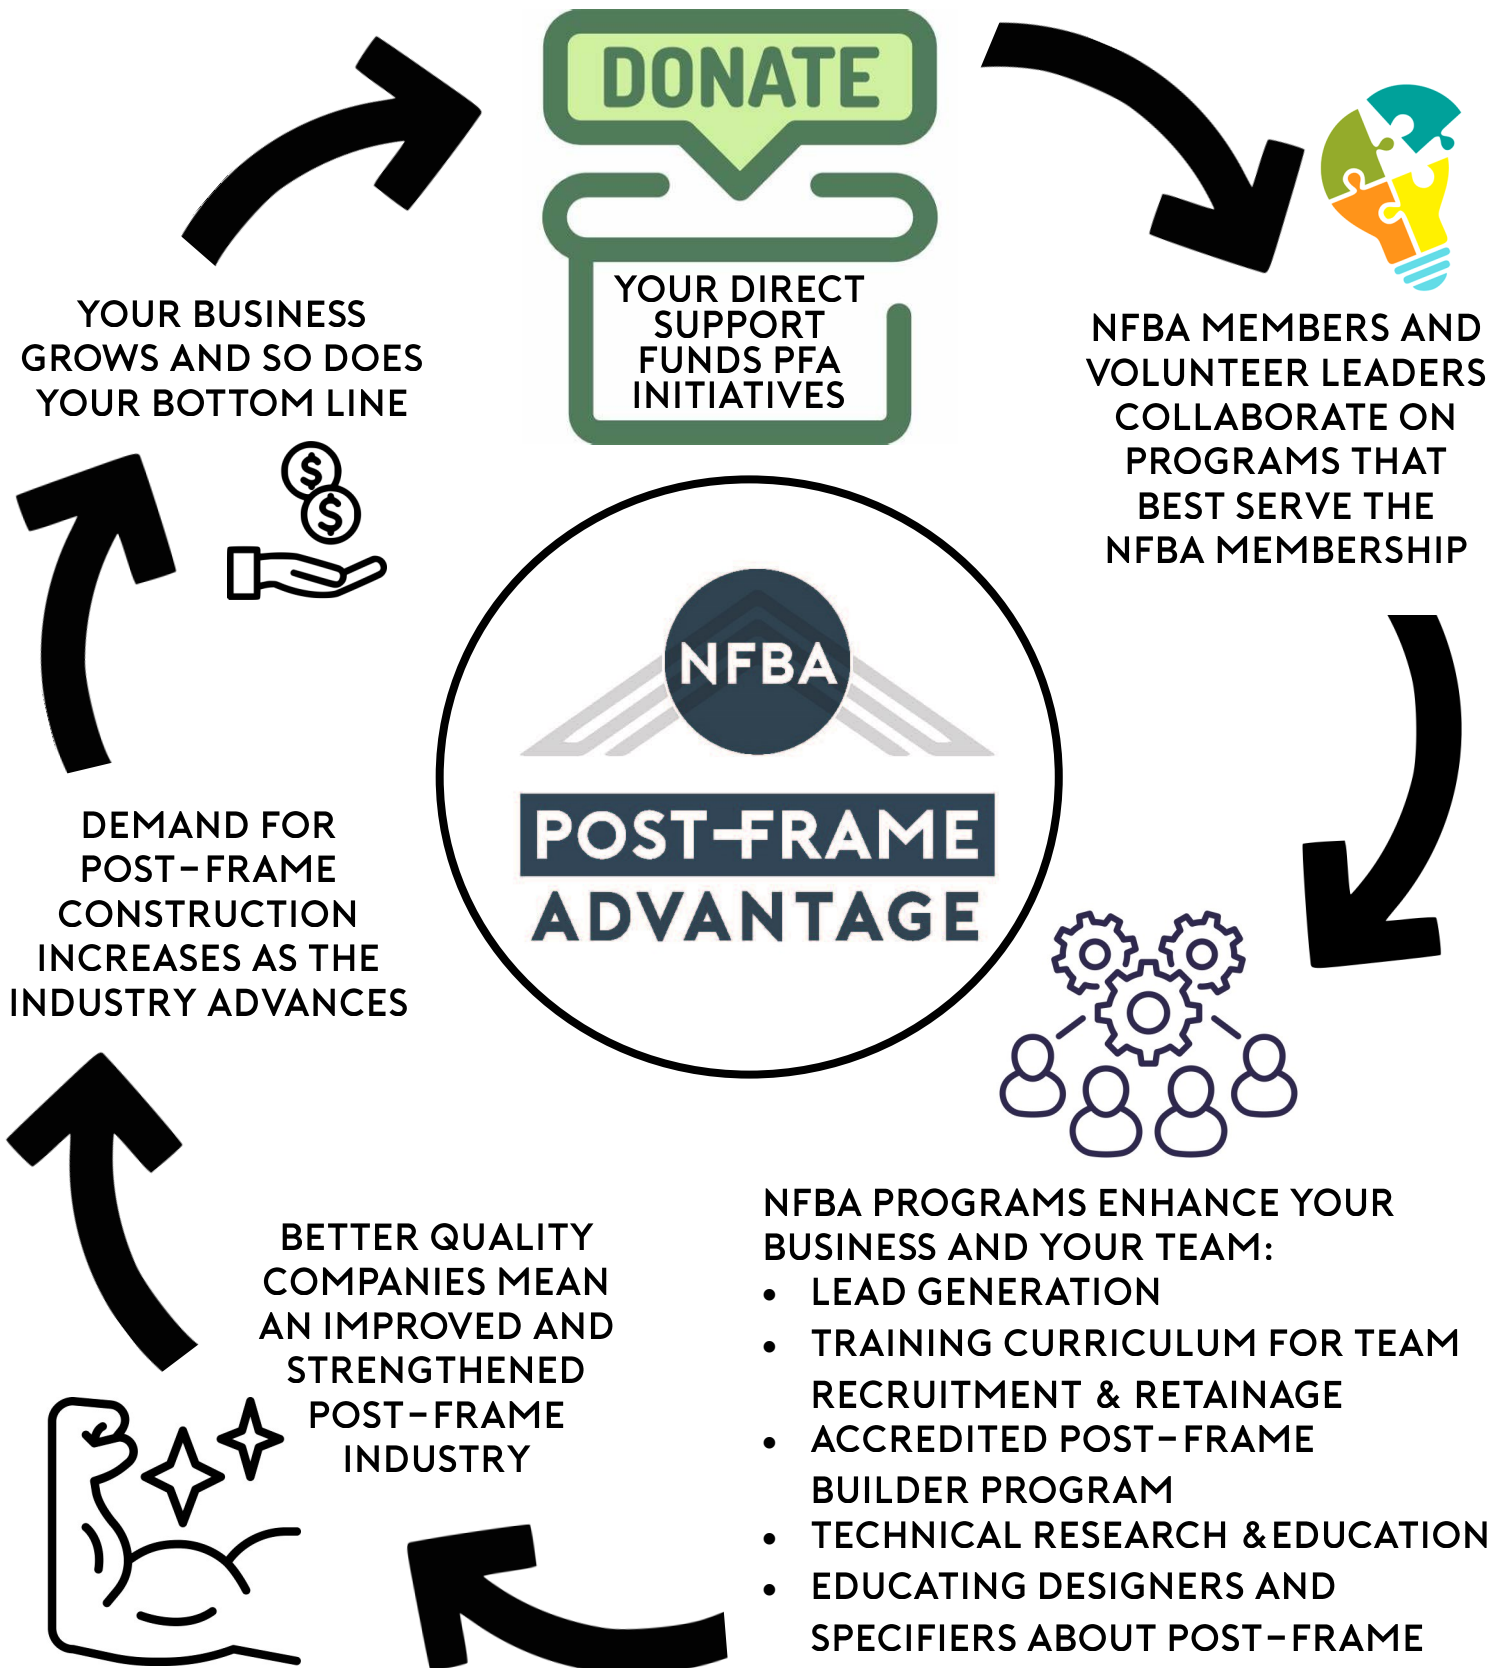 DONATE
YOUR DIRECT
SUPPORT
FUNDS PFA
INITIATIVES
NFBA MEMBERS AND
VOLUNTEER LEADERS
COLLABORATE ON
PROGRAMS THAT
BEST SERVE THE
NFBA MEMBERSHIP
NFBA PROGRAMS ENHANCE YOUR
BUSINESS AND YOUR TEAM:
• LEAD GENERATION
• TRAINING CURRICULUM FOR TEAM
RECRUITMENT & RETAINAGE
• ACCREDITED POST-FRAME
BUILDER PROGRAM
• TECHNICAL RESEARCH &EDUCATION
• EDUCATING DESIGNERS AND
SPECIFIERS ABOUT POST-FRAME
BETTER QUALITY
COMPANIES MEAN
AN IMPROVED AND
STRENGTHENED
POST-FRAME
INDUSTRY
DEMAND FOR
POST-FRAME
CONSTRUCTION
INCREASES AS THE
INDUSTRY ADVANCES
YOUR BUSINESS
GROWS AND SO DOES
YOUR BOTTOM LINE
$
$
NFBA
POST-FRAME
ADVANTAGE